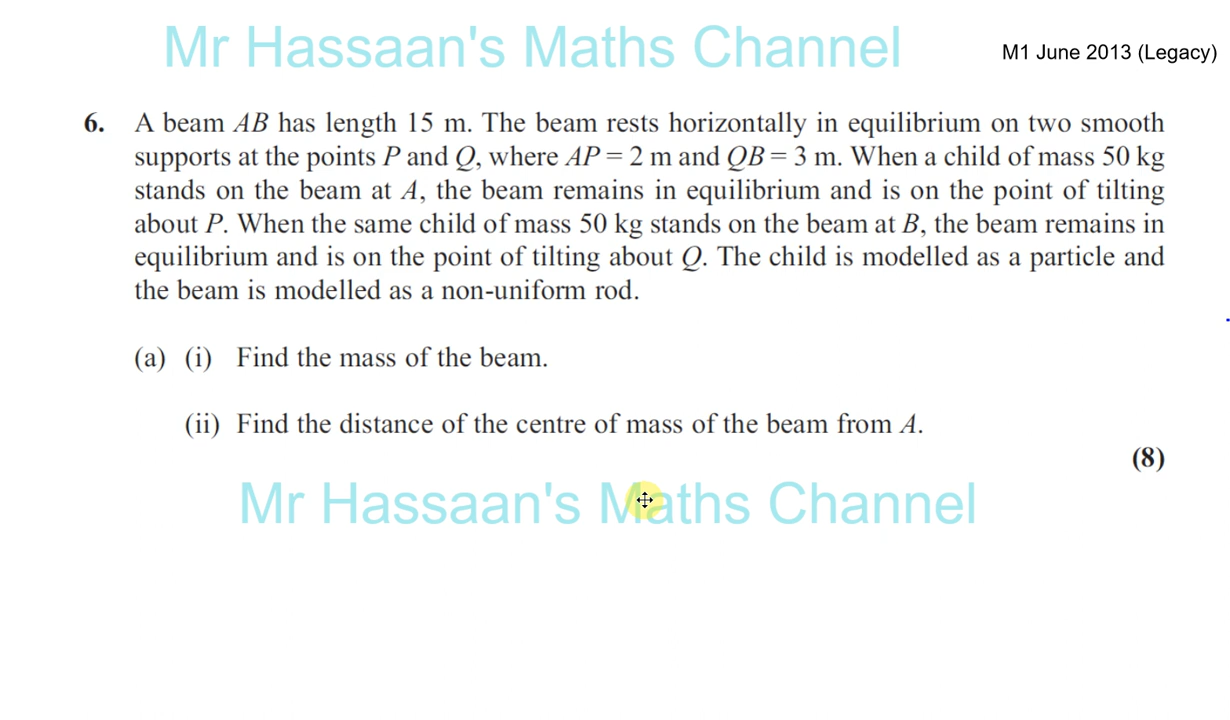 Mr Hassaan's Maths Channel
M1 June 2013 (Legacy)
6. A beam AB has length 15 m. The beam rests horizontally in equilibrium on two smooth
supports at the points P and Q, where AP = 2 m and QB = 3 m. When a child of mass 50 kg
stands on the beam at A, the beam remains in equilibrium and is on the point of tilting
about P. When the same child of mass 50 kg stands on the beam at B, the beam remains in
equilibrium and is on the point of tilting about Q. The child is modelled as a particle and
the beam is modelled as a non-uniform rod.
(a) (i) Find the mass of the beam.
(ii) Find the distance of the centre of mass of the beam from A.
(8)
Mr Hassaan's Maths Channel